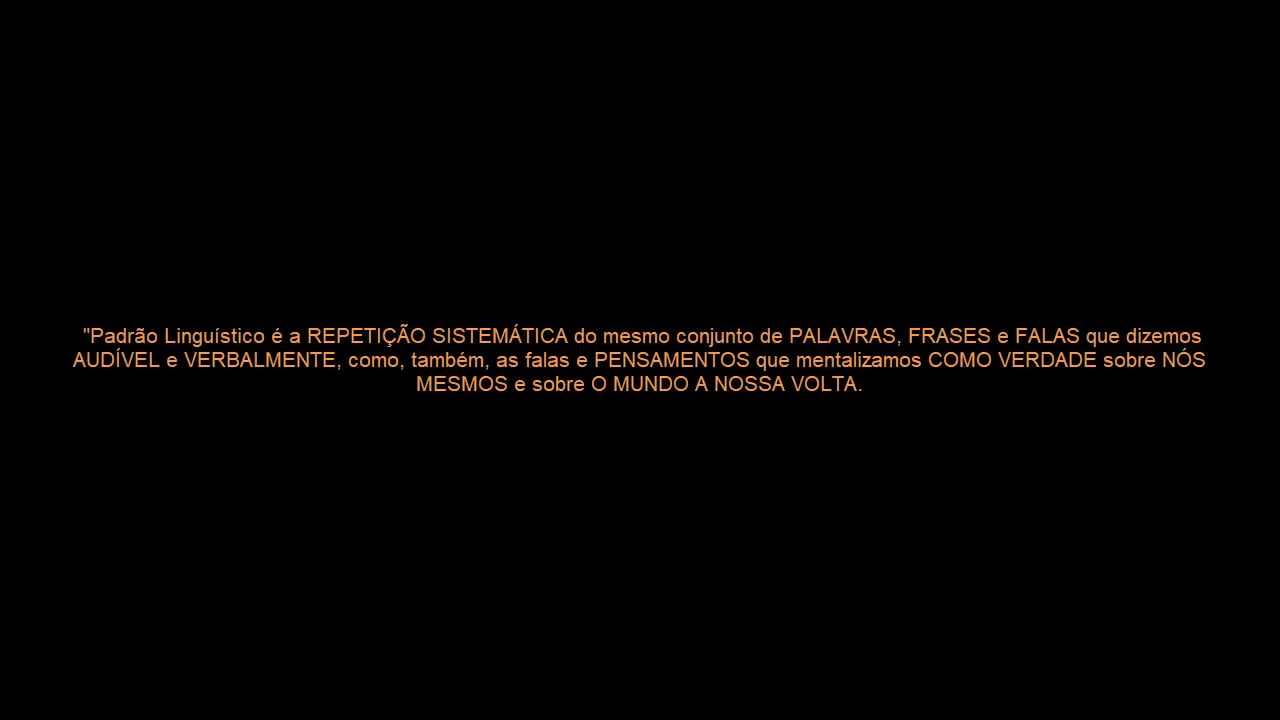 "Padrão Linguístico é a REPETIÇÃO SISTEMÁTICA do mesmo conjunto de PALAVRAS, FRASES e FALAS que dizemos
AUDÍVEL e VERBALMENTE, como, também, as falas e PENSAMENTOS que mentalizamos COMO VERDADE sobre NÓS
MESMOS e sobre O MUNDO A NOSSA VOLTA.